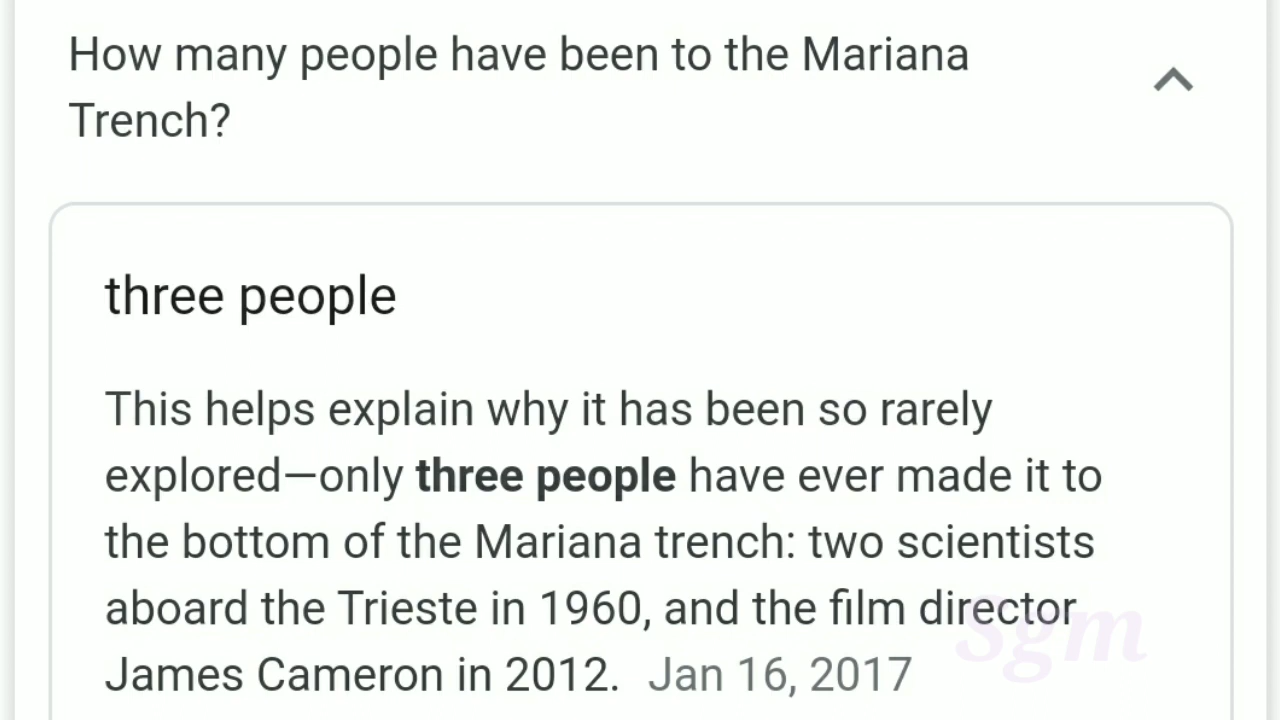 How many people have been to the Mariana
Trench?
three people
This helps explain why it has been so rarely
explored—only three people have ever made it to
the bottom of the Mariana trench: two scientists
aboard the Trieste in 1960, and the film director
James Cameron in 2012. Jan 16, 2017
Sgm